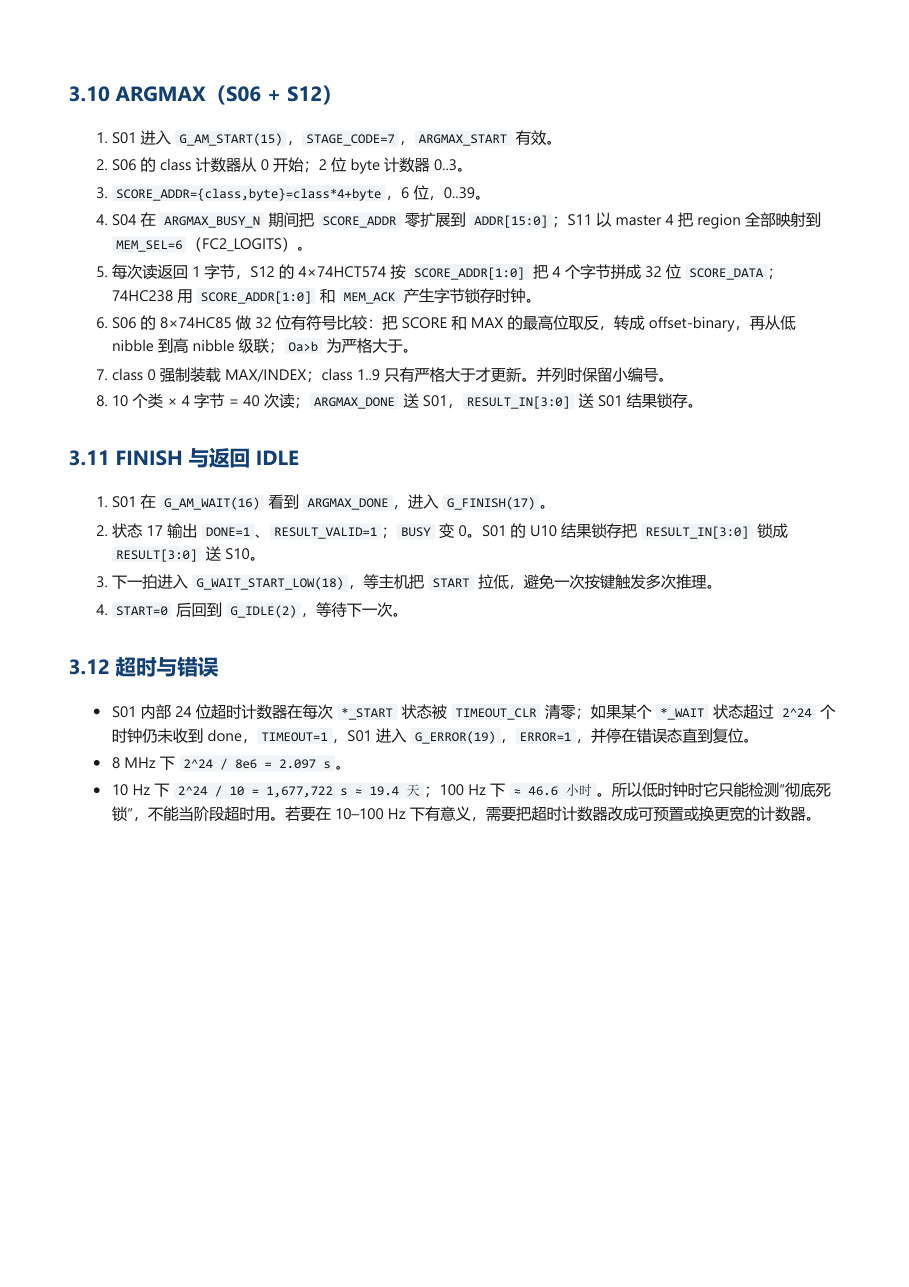 3.10 ARGMAX（S06 + S12）
1. S01 进入 G_AM_START(15)，STAGE_CODE=7，ARGMAX_START 有效。
2. S06 的 class 计数器从 0 开始；2 位 byte 计数器 0..3。
3. SCORE_ADDR={class,byte}=class*4+byte，6 位，0..39。
4. S04 在 ARGMAX_BUSY_N 期间把 SCORE_ADDR 零扩展到 ADDR[15:0]；S11 以 master 4 把 region 全部映射到
MEM_SEL=6（FC2_LOGITS）。
5. 每次读返回 1 字节，S12 的 4×74HCT574 按 SCORE_ADDR[1:0] 把 4 个字节拼成 32 位 SCORE_DATA；
74HC238 用 SCORE_ADDR[1:0] 和 MEM_ACK 产生字节锁存时钟。
6. S06 的 8×74HC85 做 32 位有符号比较：把 SCORE 和 MAX 的最高位取反，转成 offset-binary，再从低
nibble 到高 nibble 级联；Oa>b 为严格大于。
7. class 0 强制装载 MAX/INDEX；class 1..9 只有严格大于才更新。并列时保留小编号。
8. 10 个类 × 4 字节 = 40 次读；ARGMAX_DONE 送 S01，RESULT_IN[3:0] 送 S01 结果锁存。
3.11 FINISH 与返回 IDLE
1. S01 在 G_AM_WAIT(16) 看到 ARGMAX_DONE，进入 G_FINISH(17)。
2. 状态 17 输出 DONE=1、RESULT_VALID=1；BUSY 变 0。S01 的 U10 结果锁存把 RESULT_IN[3:0] 锁成
RESULT[3:0] 送 S10。
3. 下一拍进入 G_WAIT_START_LOW(18)，等主机把 START 拉低，避免一次按键触发多次推理。
4. START=0 后回到 G_IDLE(2)，等待下一次。
3.12 超时与错误
• S01 内部 24 位超时计数器在每次 *_START 状态被 TIMEOUT_CLR 清零；如果某个 *_WAIT 状态超过 2^24 个
时钟仍未收到 done，TIMEOUT=1，S01 进入 G_ERROR(19)，ERROR=1，并停在错误态直到复位。
• 8 MHz 下 2^24 / 8e6 = 2.097 s。
• 10 Hz 下 2^24 / 10 = 1,677,722 s ≈ 19.4 天；100 Hz 下 ≈ 46.6 小时。所以低时钟时它只能检测“彻底死
锁”，不能当阶段超时用。若要在 10–100 Hz 下有意义，需要把超时计数器改成可预置或换更宽的计数器。